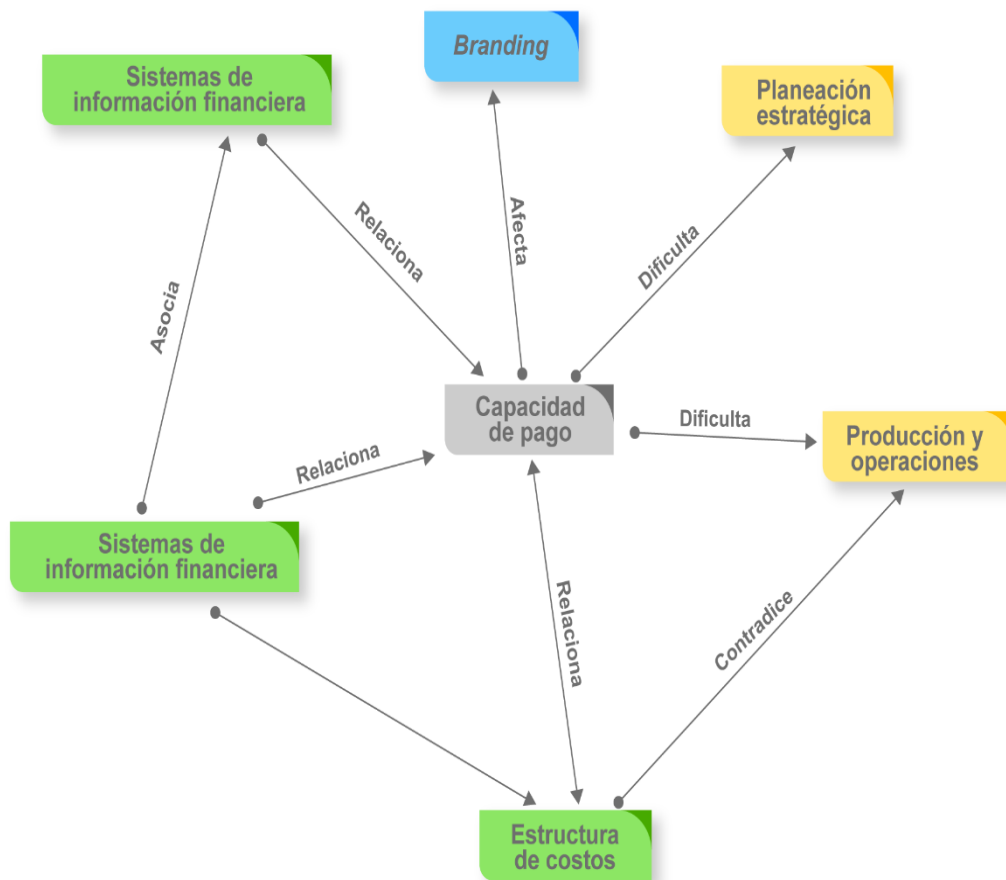 Branding
Sistemas de
información financiera
Planeación
estratégica
Relaciona
Afecta
Dificulta
Asocia
Capacidad
de pago
Dificulta
Producción y
operaciones
Relaciona
Sistemas de
información financiera
Relaciona
Contradice
Estructura
de costos